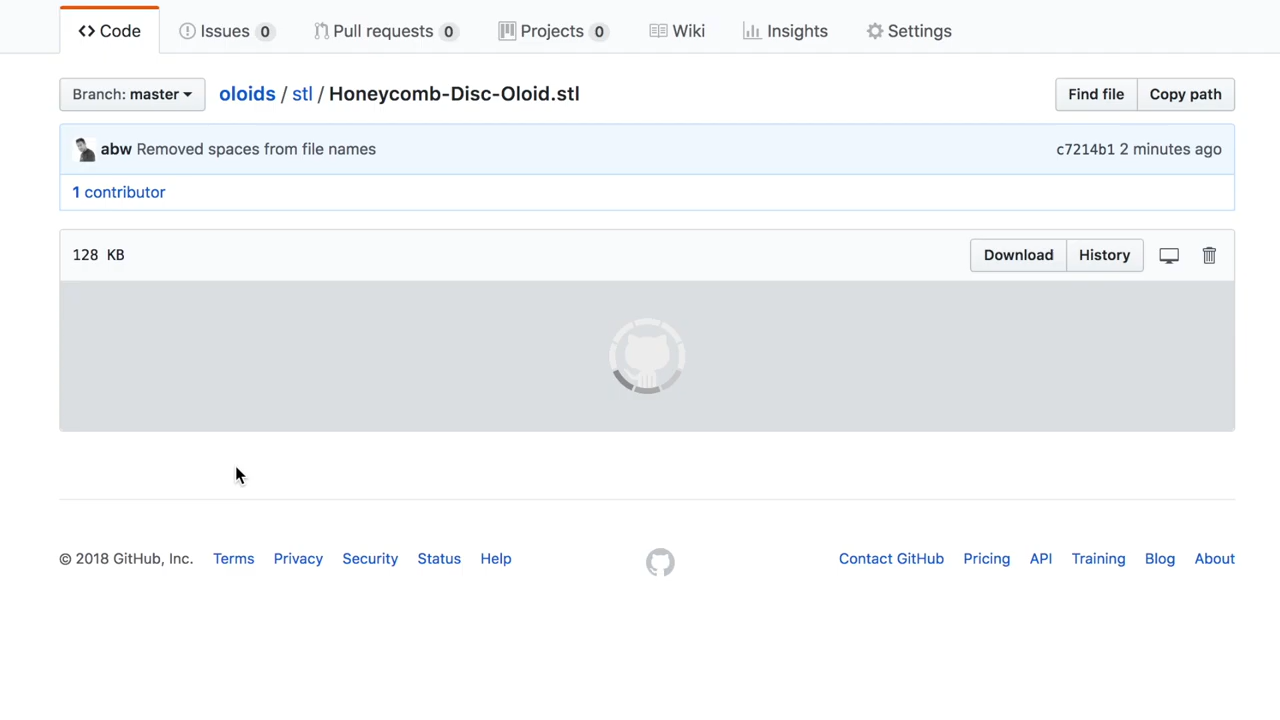 Code Issues 0 Pull requests 0 Projects 0 Wiki Insights Settings
Branch: master oloids / stl / Honeycomb-Disc-Oloid.stl Find file Copy path
abw Removed spaces from file names c7214b1 2 minutes ago
1 contributor
128 KB Download History
© 2018 GitHub, Inc. Terms Privacy Security Status Help Contact GitHub Pricing API Training Blog About